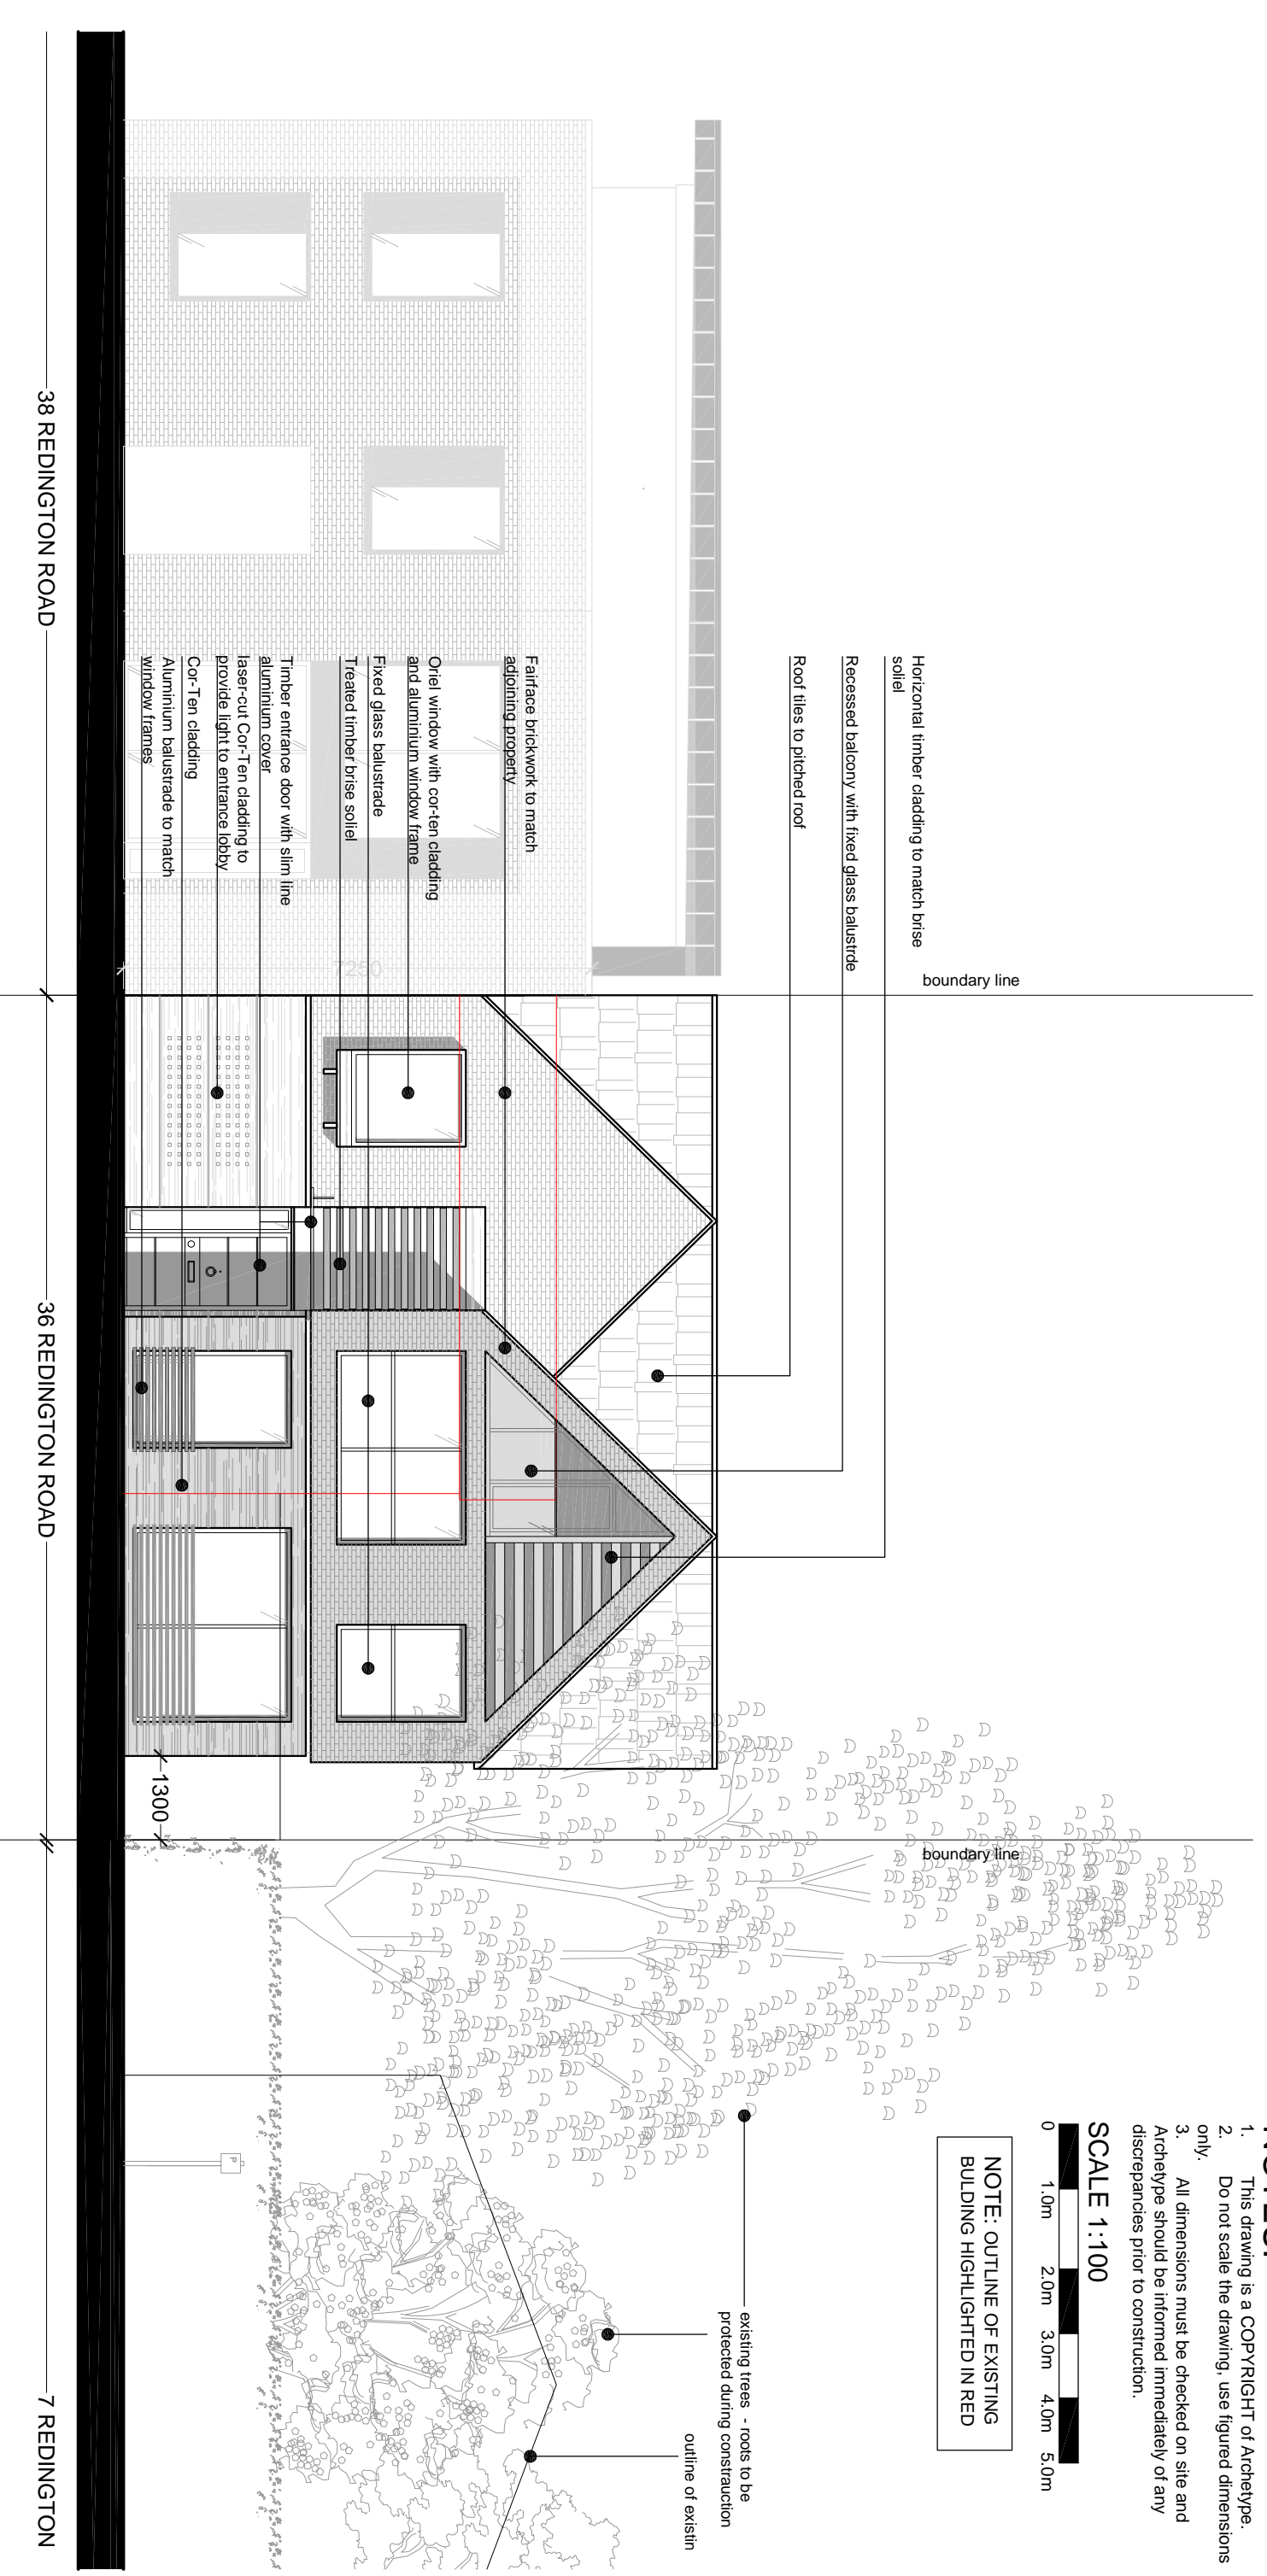 Horizontal timber cladding to match brise
soliel
Recessed balcony with fixed glass balustrde
Roof tiles to pitched roof
Fairface brickwork to match
adjoining property
Oriel window with cor-ten cladding
and aluminium window frame
Fixed glass balustrade
Treated timber brise soliel
Timber entrance door with slim line
aluminium cover
laser-cut Cor-Ten cladding to
provide light to entrance lobby
Cor-Ten cladding
Aluminium balustrade to match
window frames
7250
boundary line
boundary line
1300
38 REDINGTON ROAD
36 REDINGTON ROAD
7 REDINGTON
P
1. This drawing is a COPYRIGHT of Archetype.
2. Do not scale the drawing, use figured dimensions
only.
3. All dimensions must be checked on site and
Archetype should be informed immediately of any
discrepancies prior to construction.
SCALE 1:100
0 1.0m 2.0m 3.0m 4.0m 5.0m
NOTE: OUTLINE OF EXISTING
BULDING HIGHLIGHTED IN RED
existing trees - roots to be
protected during constrauction
outline of existin